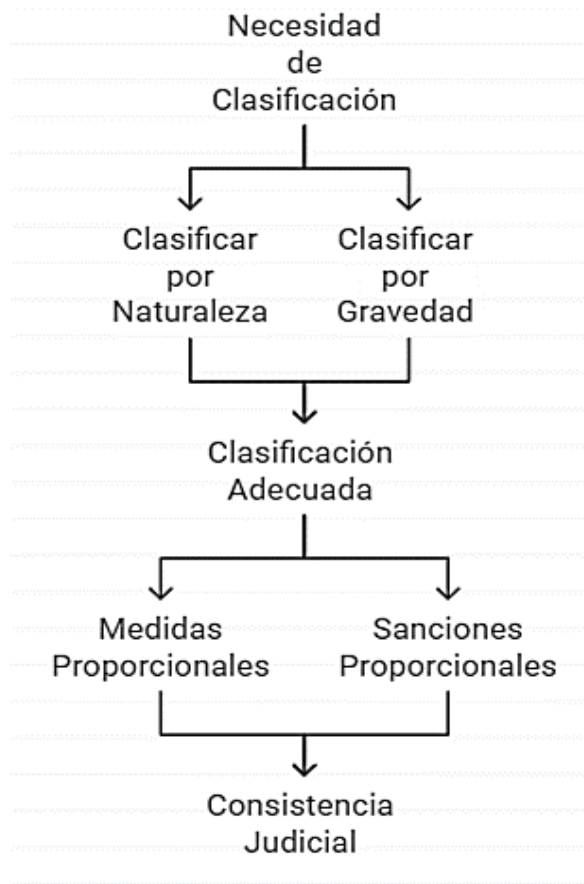 Necesidad
de
Clasificación
Clasificar
por
Naturaleza
Clasificar
por
Gravedad
Clasificación
Adecuada
Medidas
Proporcionales
Sanciones
Proporcionales
Consistencia
Judicial